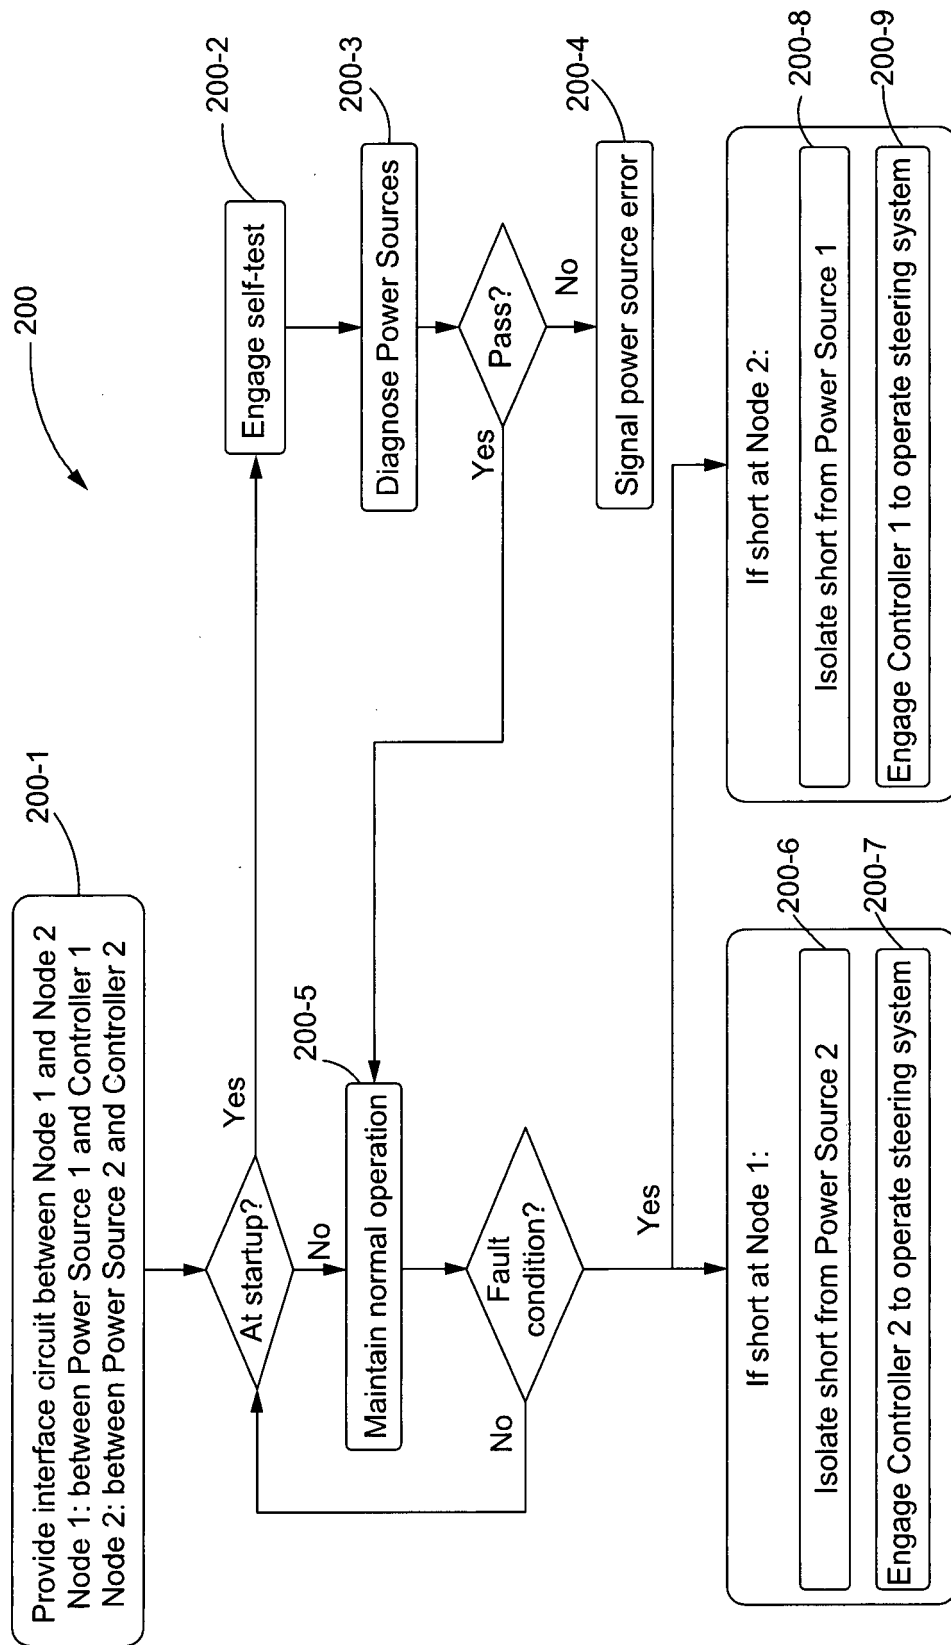 200
Provide interface circuit between Node 1 and Node 2
Node 1: between Power Source 1 and Controller 1
Node 2: between Power Source 2 and Controller 2
200-1
At startup?
Yes
No
Engage self-test
200-2
Diagnose Power Sources
200-3
Pass?
Yes
No
Signal power source error
200-4
Maintain normal operation
200-5
Fault
condition?
No
Yes
If short at Node 1:
Isolate short from Power Source 2
200-6
Engage Controller 2 to operate steering system
200-7
If short at Node 2:
Isolate short from Power Source 1
200-8
Engage Controller 1 to operate steering system
200-9